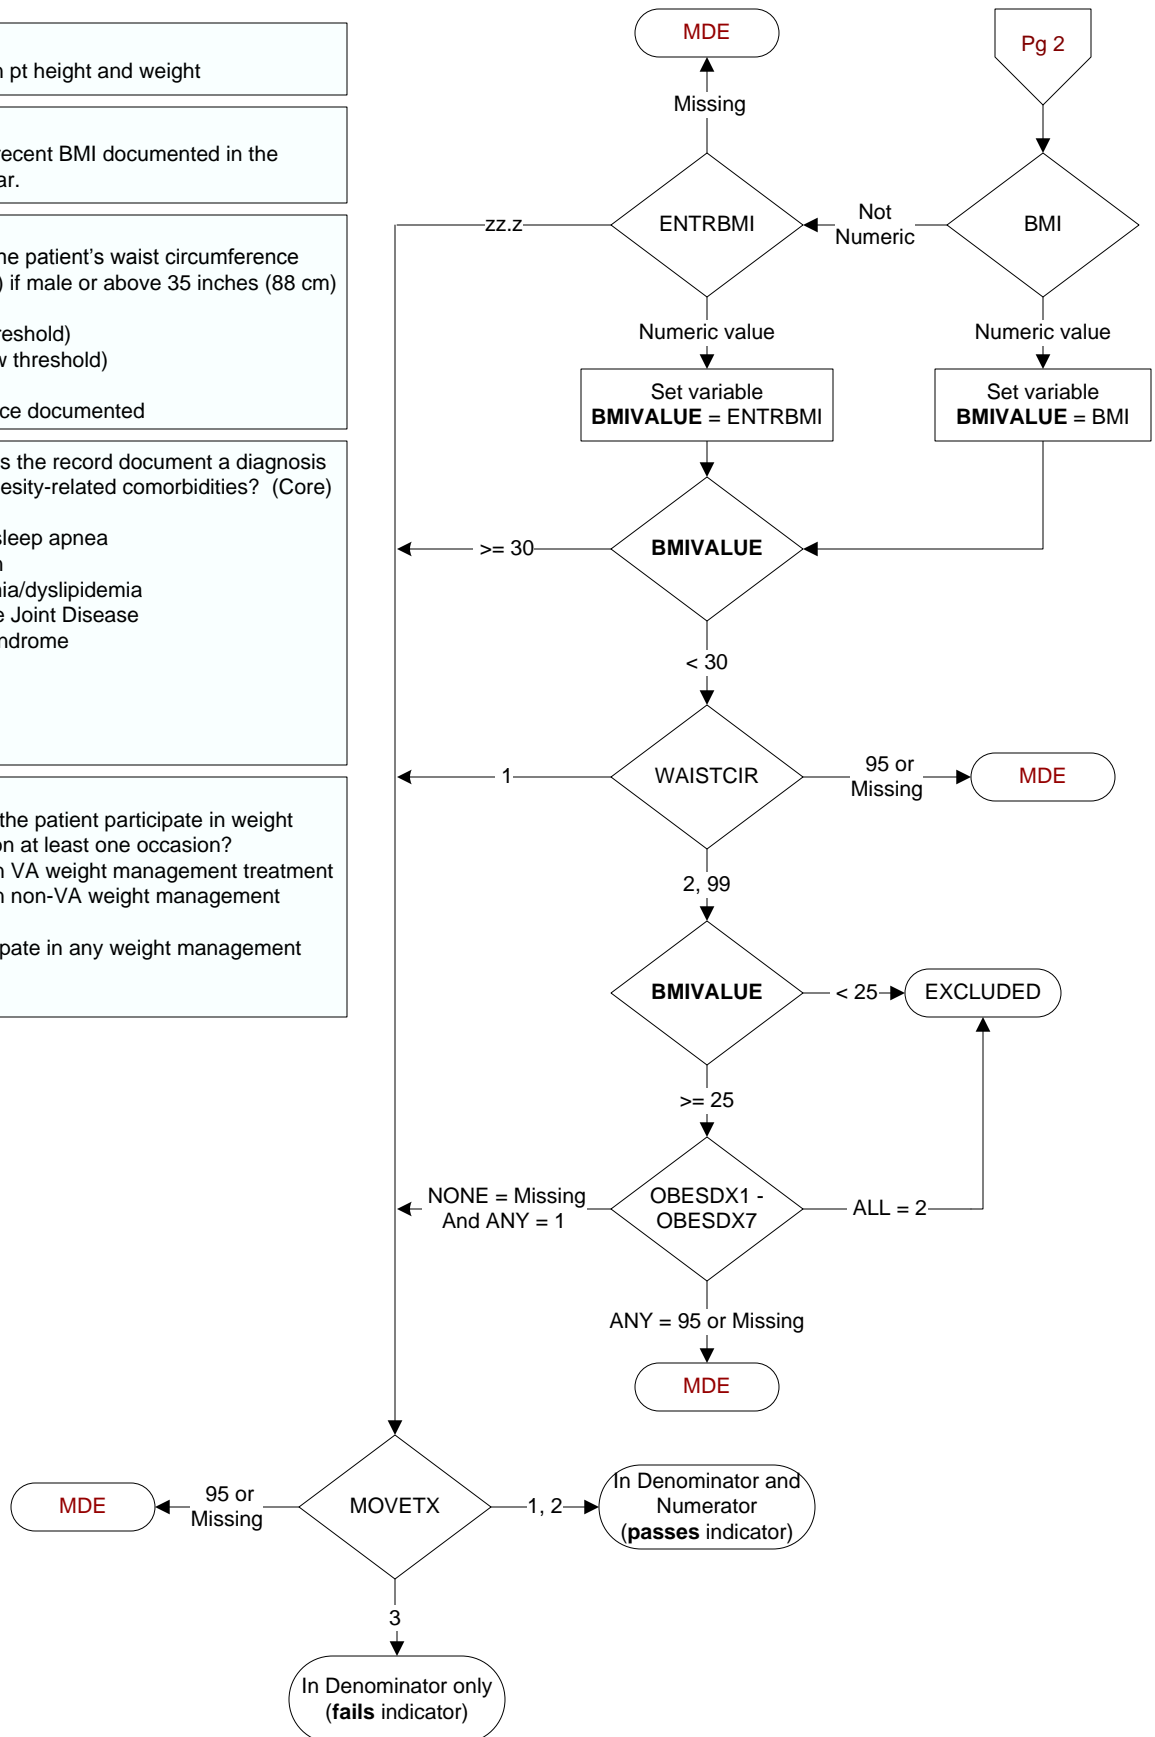 n pt height and weight
recent BMI documented in the
ar.
he patient's waist circumference
) if male or above 35 inches (88 cm)
reshold)
w threshold)
ce documented
s the record document a diagnosis
esity-related comorbidities?  (Core)
sleep apnea
n
nia/dyslipidemia
e Joint Disease
ndrome
the patient participate in weight
on at least one occasion?
n VA weight management treatment
n non-VA weight management
ipate in any weight management
MDE
Pg 2
Missing
ENTRBMI
Not
Numeric
BMI
zz.z
Numeric value
Numeric value
Set variable
BMIVALUE = ENTRBMI
Set variable
BMIVALUE = BMI
>= 30
BMIVALUE
< 30
1
WAISTCIR
95 or
Missing
MDE
2, 99
BMIVALUE
< 25
EXCLUDED
>= 25
NONE = Missing
And ANY = 1
OBESDX1 -
OBESDX7
ALL = 2
ANY = 95 or Missing
MDE
MDE
95 or
Missing
MOVETX
1, 2
In Denominator and
Numerator
(passes indicator)
3
In Denominator only
(fails indicator)